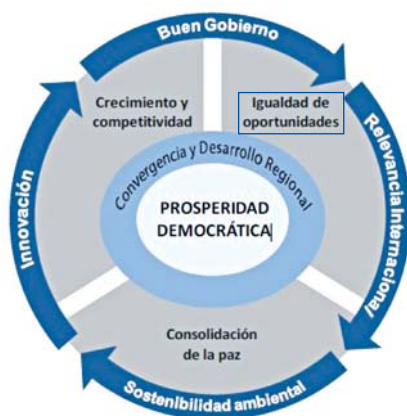 Buen Gobierno
Crecimiento y
competitividad
Igualdad de
oportunidades
Innovación
Relevancia Internacional
Convergencia y Desarrollo Regional
PROSPERIDAD
DEMOCRÁTICA
Consolidación
de la paz
Sostenibilidad ambiental